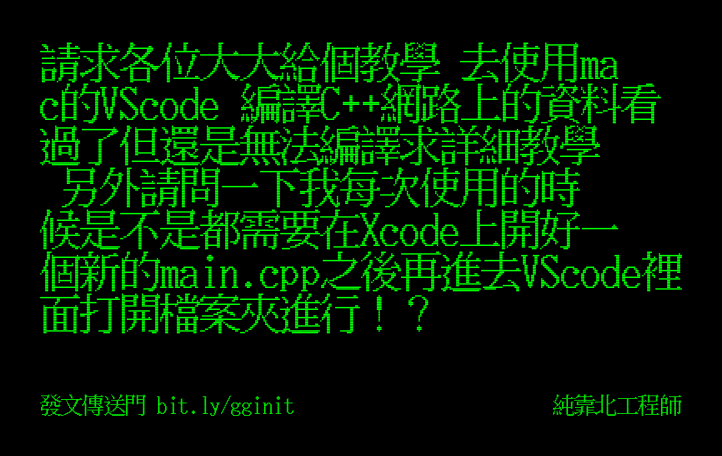 請求各位大大給個教學 去使用ma
c的VScode 編譯C++網路上的資料看
過了但還是無法編譯求詳細教學
另外請問一下我每次使用的時
候是不是都需要在Xcode上開好一
個新的main.cpp之後再進去VScode裡
面打開檔案夾進行！？
發文傳送門 bit.ly/gginit
純靠北工程師